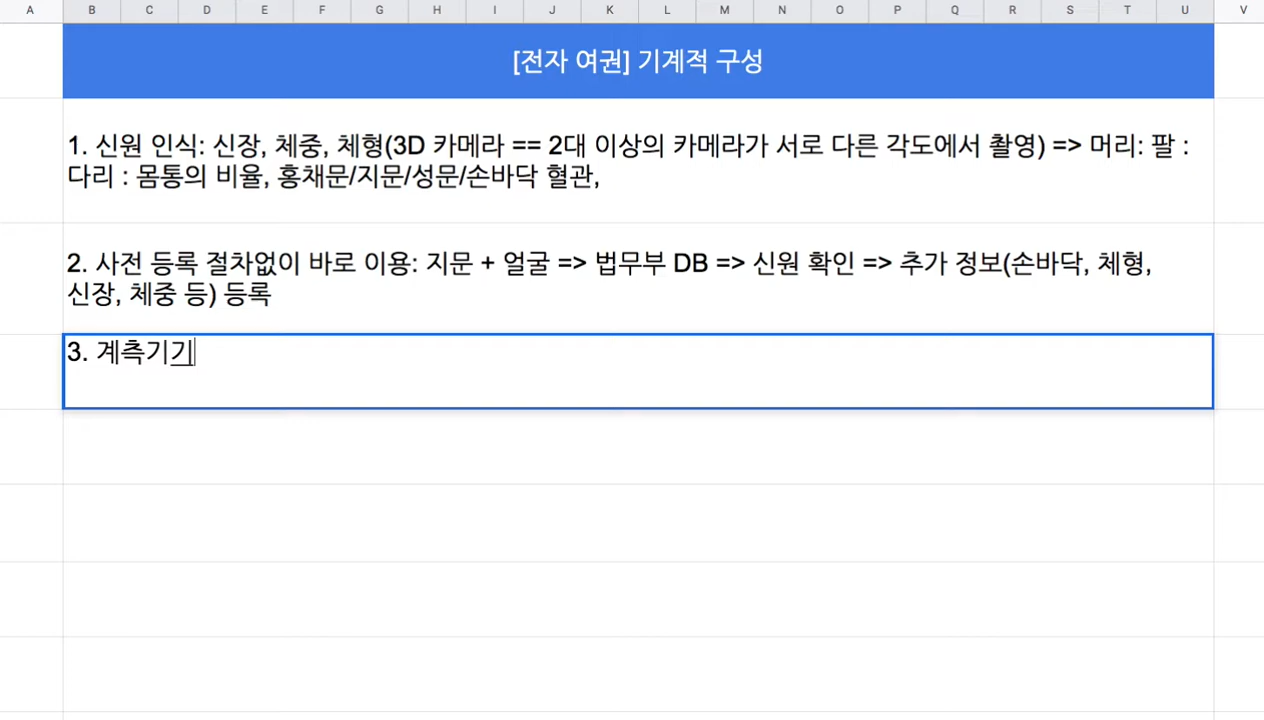 A B C D E F G H I J K L M N O P Q R S T U V
[전자 여권] 기계적 구성
1. 신원 인식: 신장, 체중, 체형(3D 카메라 == 2대 이상의 카메라가 서로 다른 각도에서 촬영) => 머리: 팔 :
다리 : 몸통의 비율, 홍채문/지문/성문/손바닥 혈관,
2. 사전 등록 절차없이 바로 이용: 지문 + 얼굴 => 법무부 DB => 신원 확인 => 추가 정보(손바닥, 체형,
신장, 체중 등) 등록
3. 계측기기